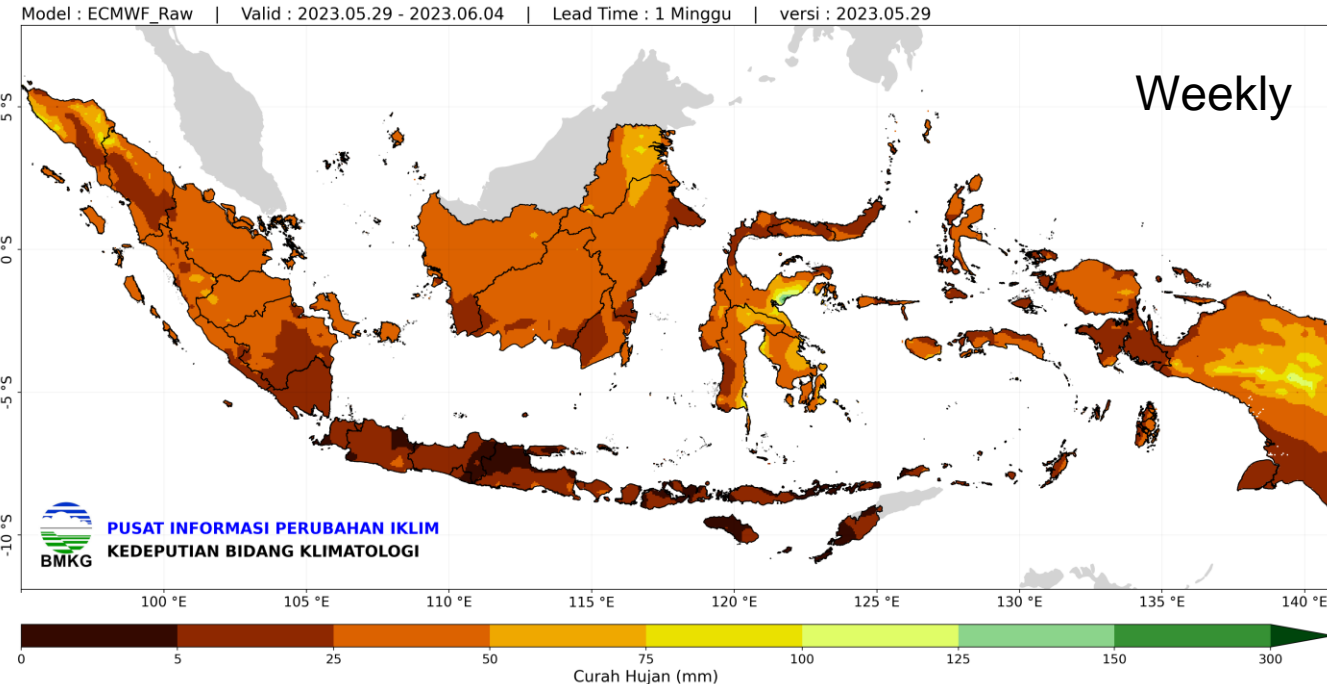 Model : ECMWF_Raw | Valid : 2023.05.29 - 2023.06.04 | Lead Time : 1 Minggu | versi : 2023.05.29
Weekly
5 °S
0 °S
-5 °S
-10 °S
PUSAT INFORMASI PERUBAHAN IKLIM
KEDEPUTIAN BIDANG KLIMATOLOGI
BMKG
100 °E 105 °E 110 °E 115 °E 120 °E 125 °E 130 °E 135 °E 140 °E
0 5 25 50 75 100 125 150 300
Curah Hujan (mm)